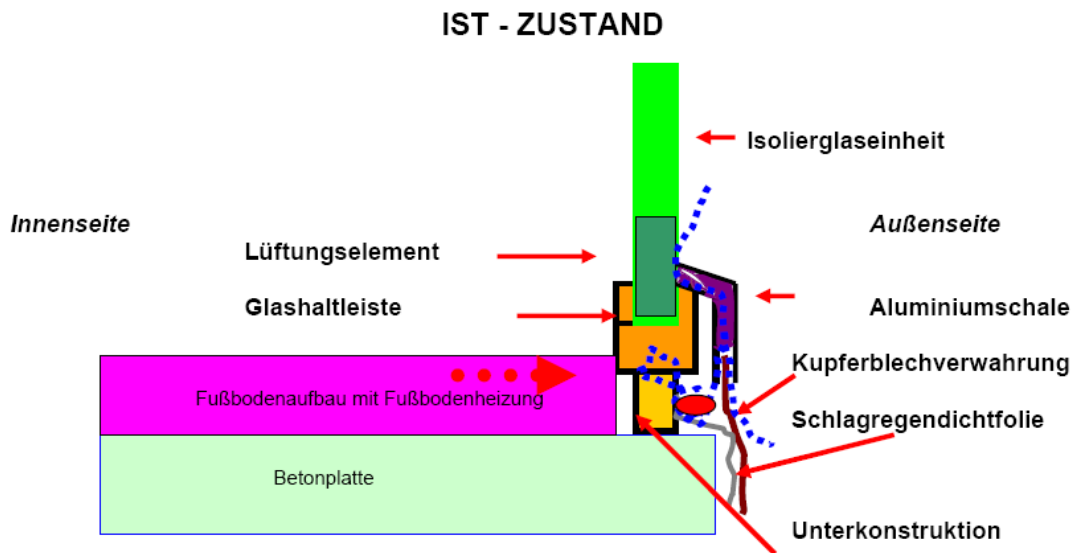 IST - ZUSTAND
Isolierglaseinheit
Innenseite
Außenseite
Lüftungselement
Glashaltleiste
Aluminiumschale
Kupferblechverwahrung
Fußbodenaufbau mit Fußbodenheizung
Schlagregendichtfolie
Betonplatte
Unterkonstruktion